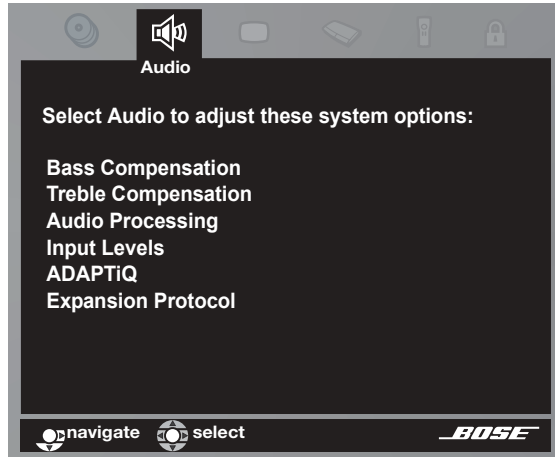 Audio
Select Audio to adjust these system options:
Bass Compensation
Treble Compensation
Audio Processing
Input Levels
ADAPTiQ
Expansion Protocol
navigate select BOSE